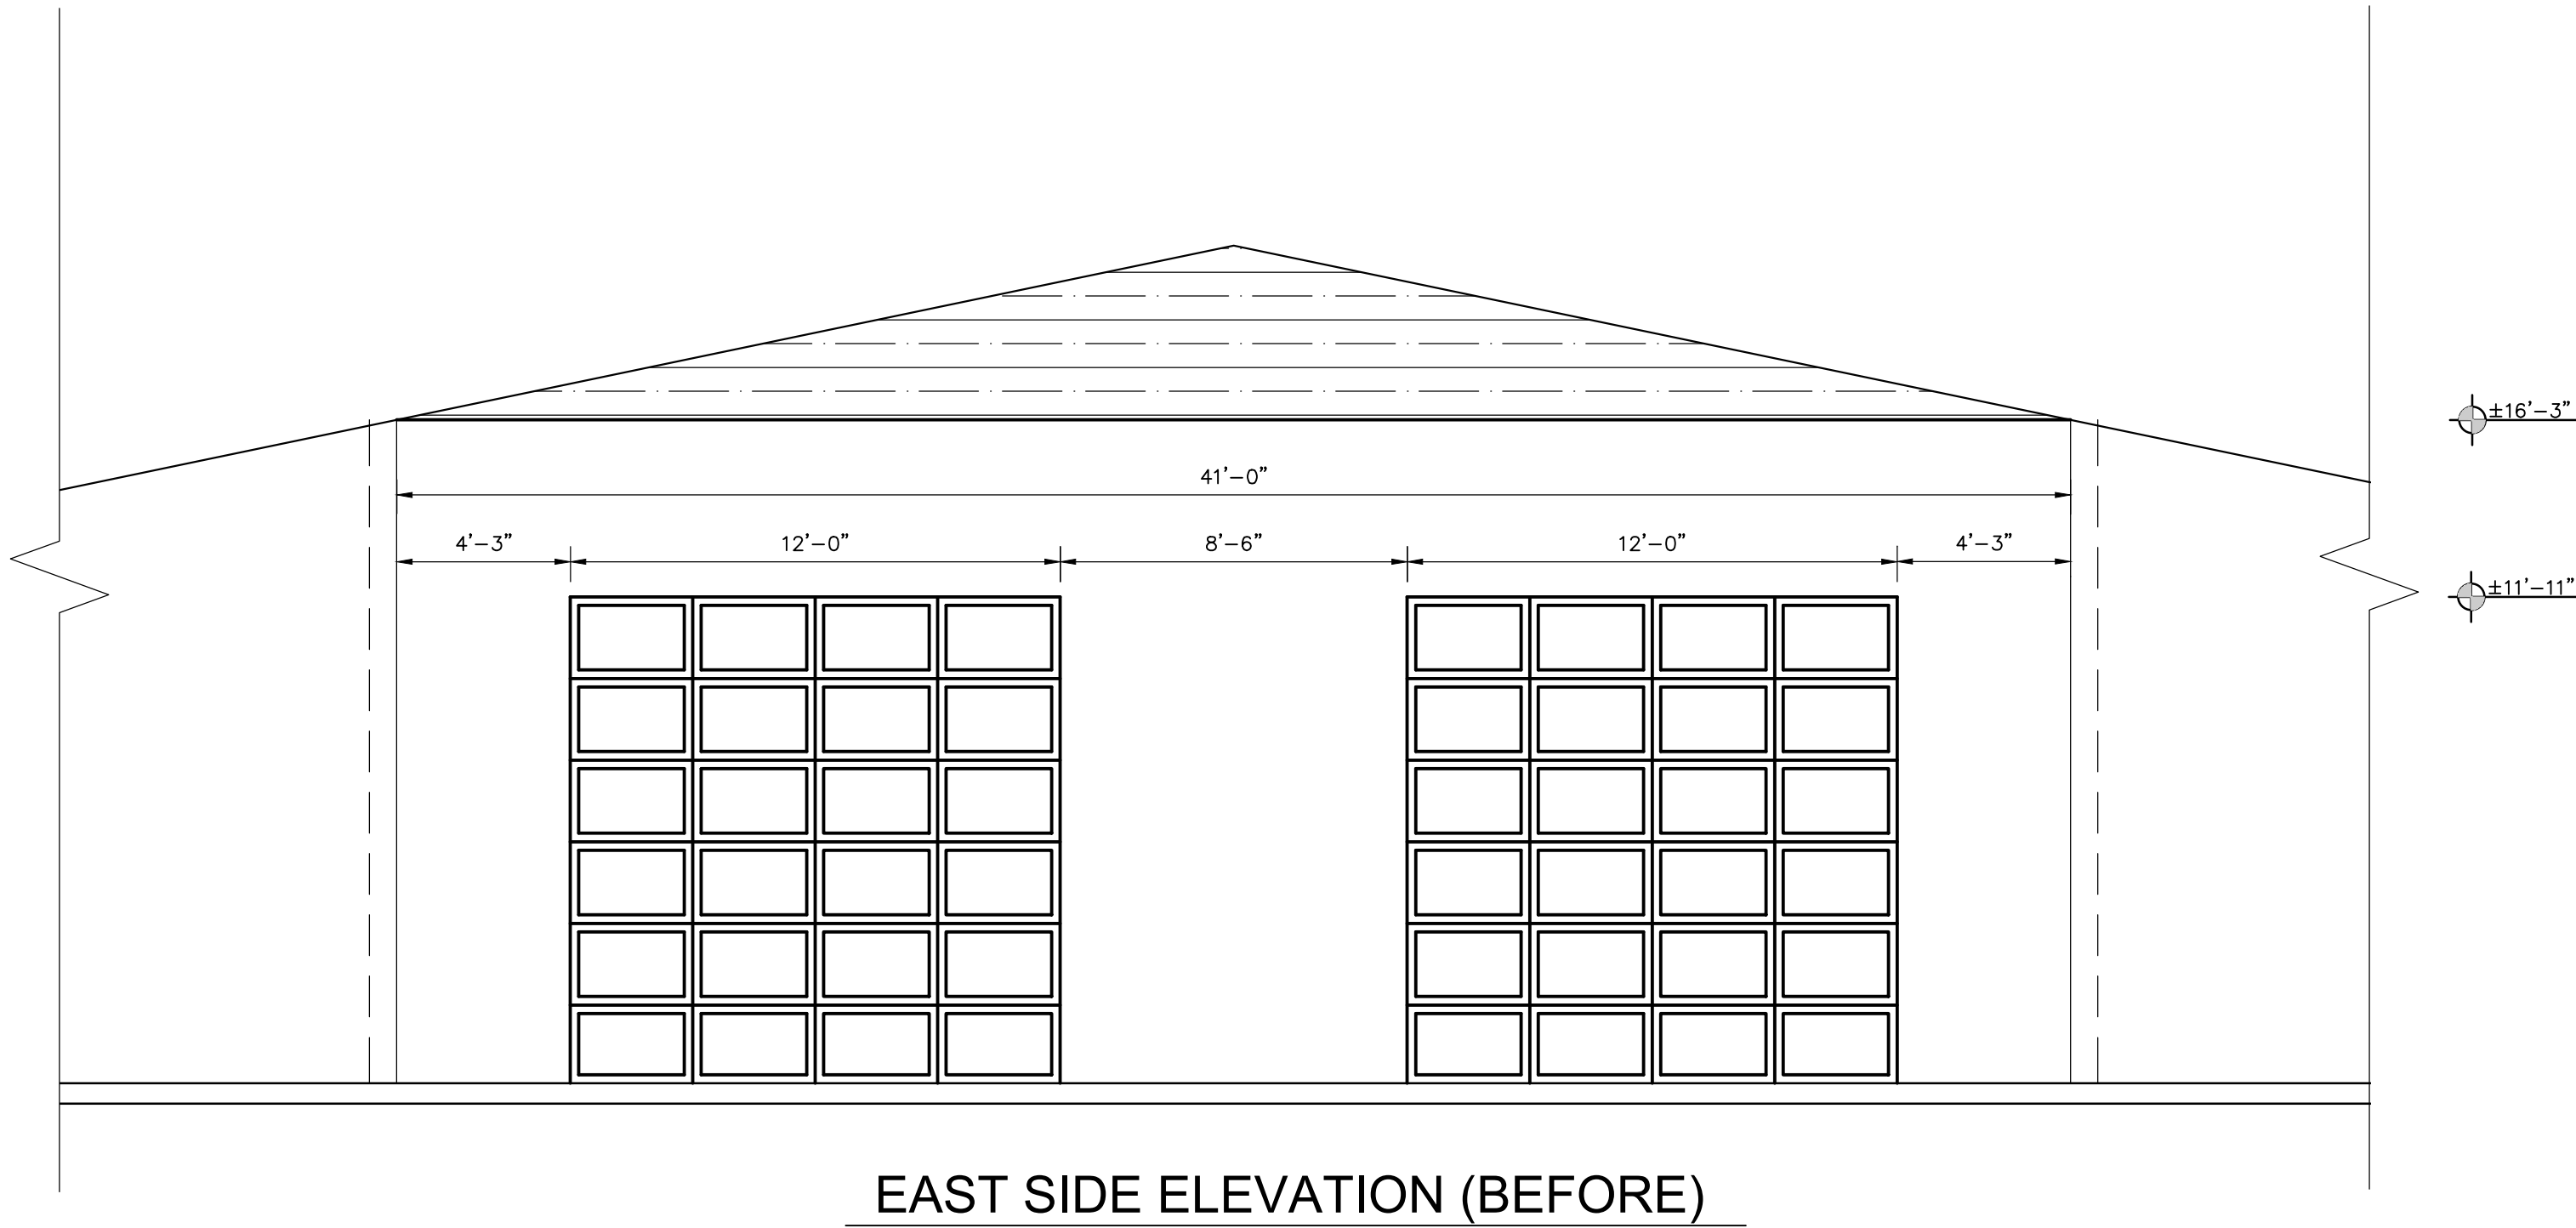 ±16'-3"
41'-0"
4'-3" 12'-0" 8'-6" 12'-0" 4'-3"
±11'-11"
EAST SIDE ELEVATION (BEFORE)